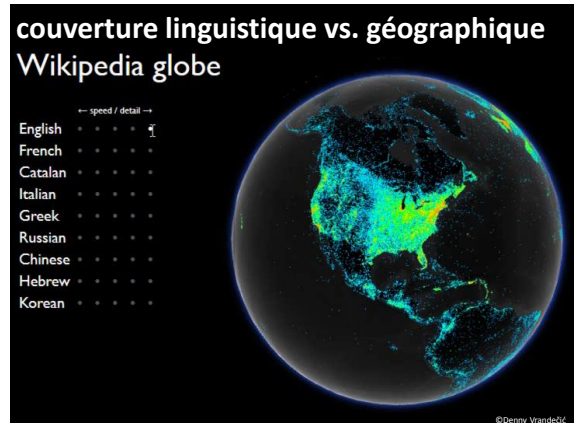 couverture linguistique vs. géographique
Wikipedia globe
← speed / detail →
English
French
Catalan
Italian
Greek
Russian
Chinese
Hebrew
Korean
©Denny Vrandečić